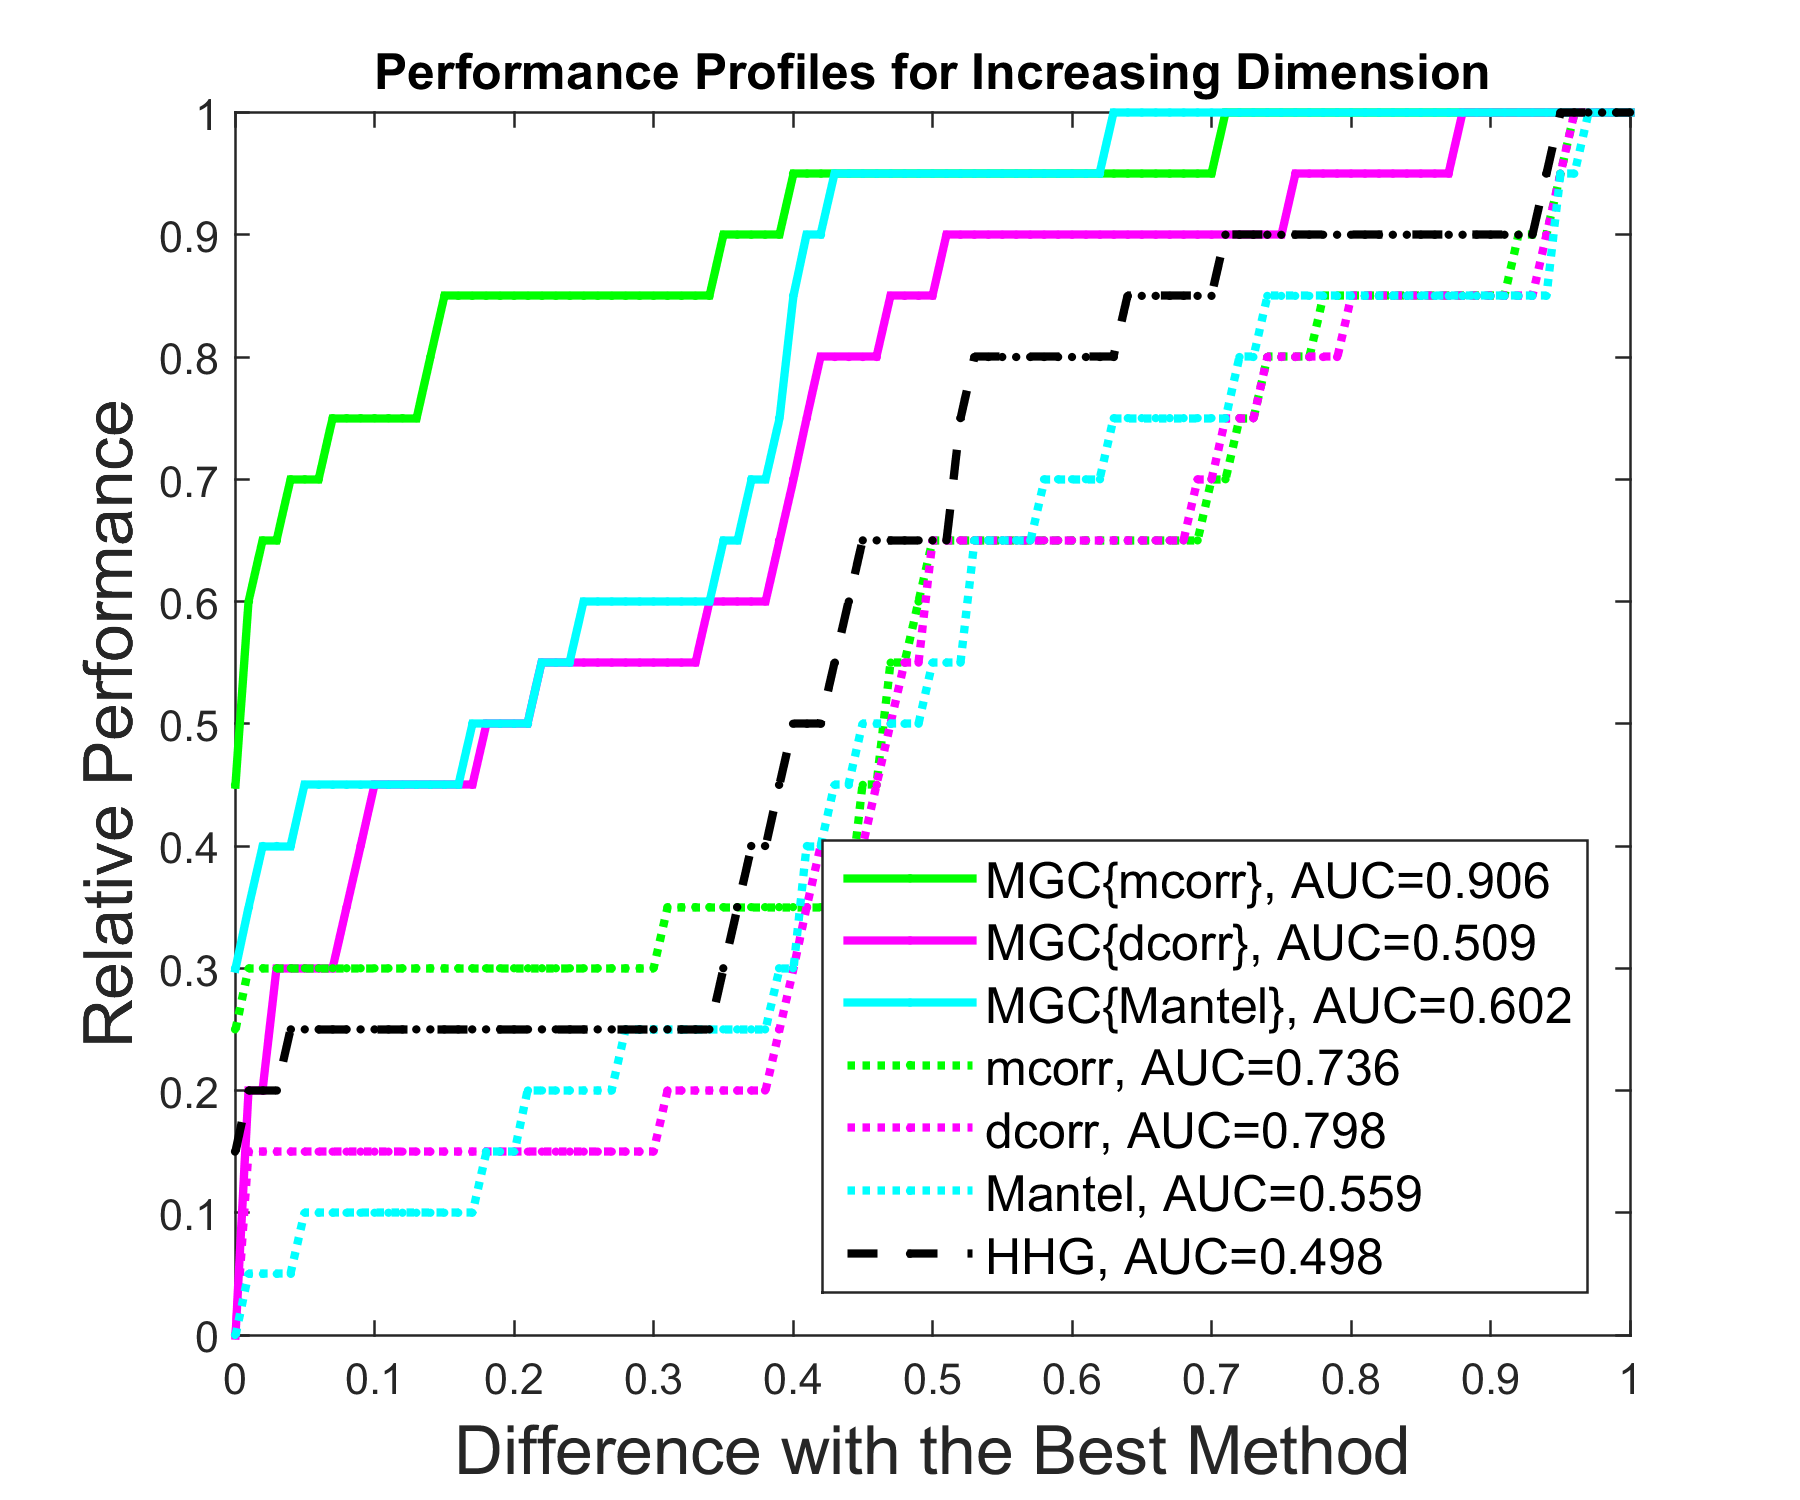 Performance Profiles for Increasing Dimension
Relative Performance
1
0.9
0.8
0.7
0.6
0.5
0.4
0.3
0.2
0.1
0
MGC{mcorr}, AUC=0.906
MGC{dcorr}, AUC=0.509
MGC{Mantel}, AUC=0.602
mcorr, AUC=0.736
dcorr, AUC=0.798
Mantel, AUC=0.559
HHG, AUC=0.498
0 0.1 0.2 0.3 0.4 0.5 0.6 0.7 0.8 0.9 1
Difference with the Best Method